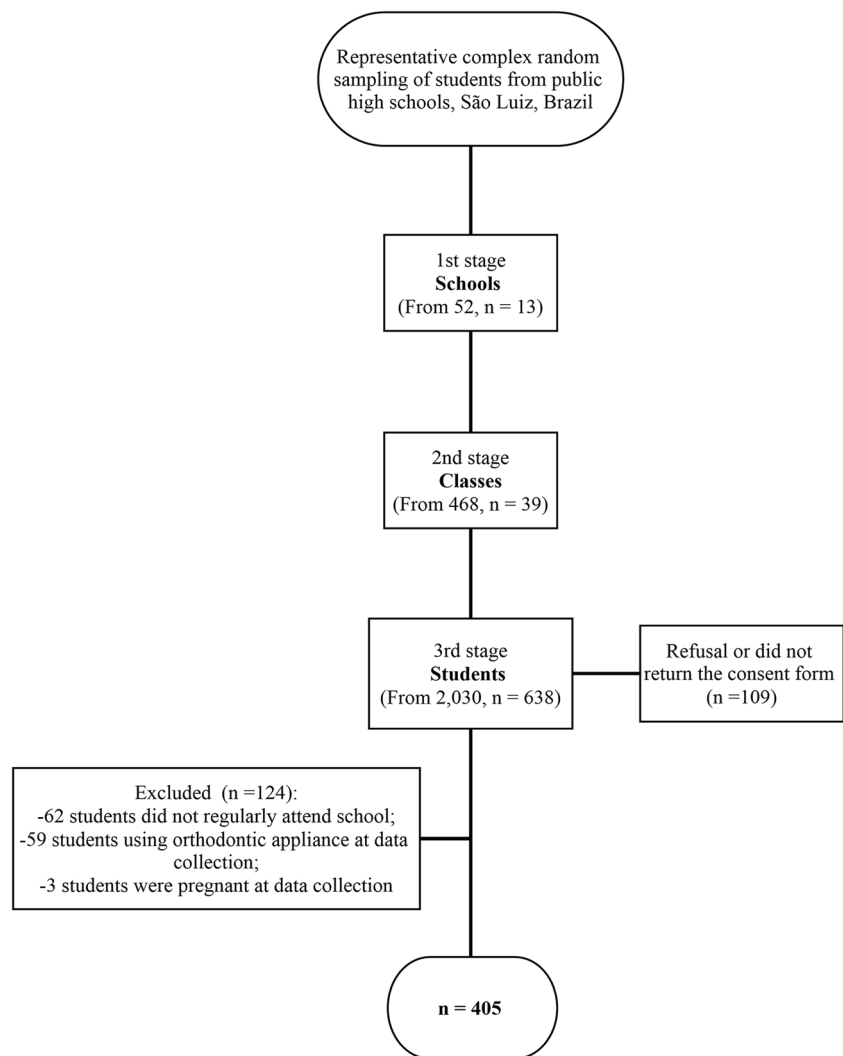 Representative complex random
sampling of students from public
high schools, São Luiz, Brazil
1st stage
Schools
(From 52, n = 13)
2nd stage
Classes
(From 468, n = 39)
3rd stage
Students
(From 2,030, n = 638)
Refusal or did not
return the consent form
(n =109)
Excluded (n =124):
-62 students did not regularly attend school;
-59 students using orthodontic appliance at data
collection;
-3 students were pregnant at data collection
n = 405